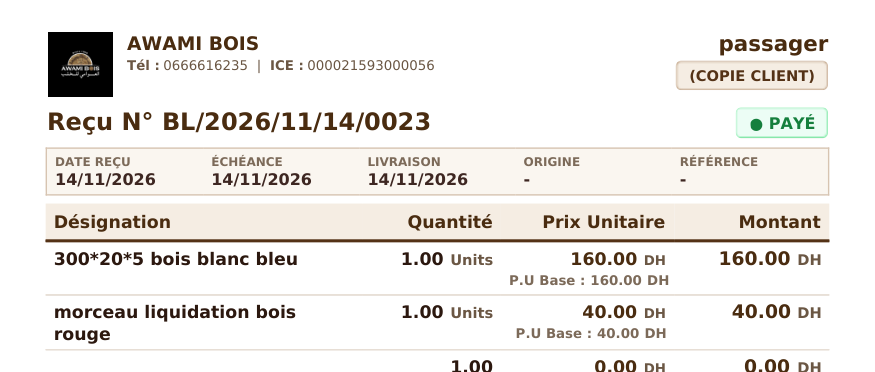 AWAMI BOIS
passager
Tél : 0666616235 | ICE : 000021593000056
(COPIE CLIENT)
AWAMI BOIS
العوامي للخشب
Reçu N° BL/2026/11/14/0023
● PAYÉ
DATE REÇU ÉCHÉANCE LIVRAISON ORIGINE RÉFÉRENCE
14/11/2026 14/11/2026 14/11/2026 - -
Désignation Quantité Prix Unitaire Montant
300*20*5 bois blanc bleu 1.00 Units 160.00 DH 160.00 DH
P.U Base : 160.00 DH
morceau liquidation bois 1.00 Units 40.00 DH 40.00 DH
rouge P.U Base : 40.00 DH
1.00 0.00 DH 0.00 DH